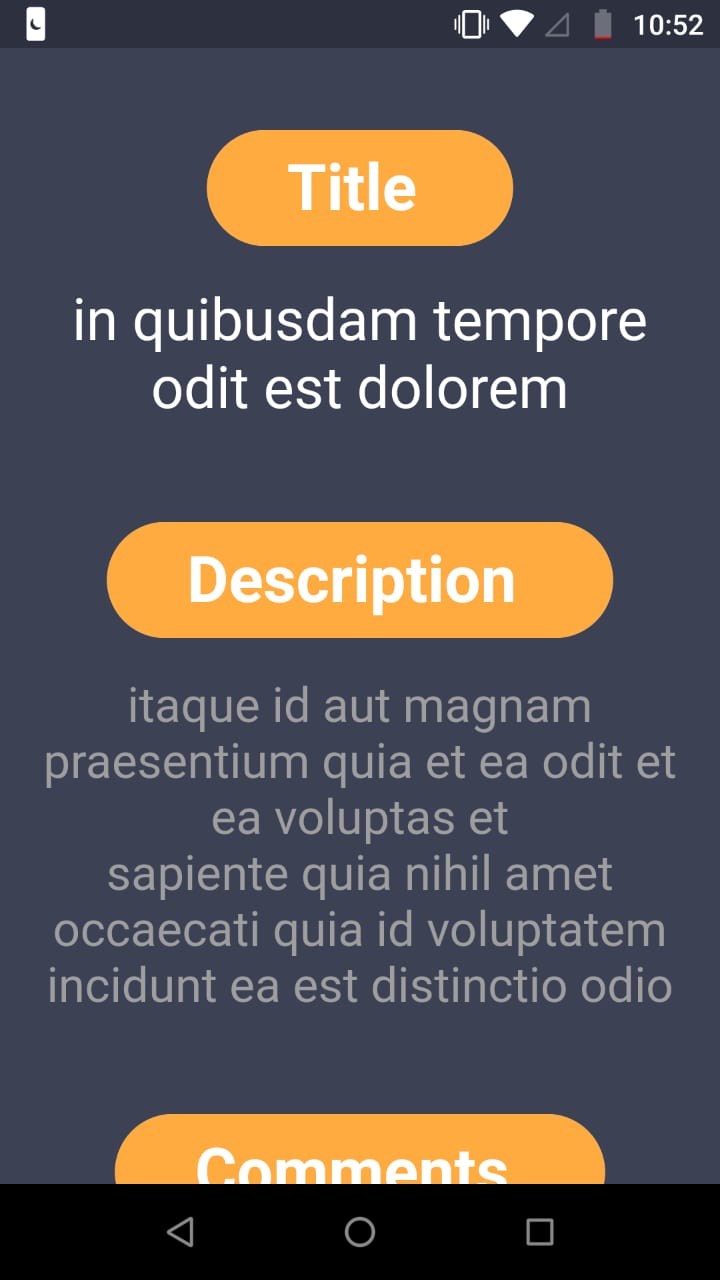 10:52
Title
in quibusdam tempore
odit est dolorem
Description
itaque id aut magnam
praesentium quia et ea odit et
ea voluptas et
sapiente quia nihil amet
occaecati quia id voluptatem
incidunt ea est distinctio odio
Comments